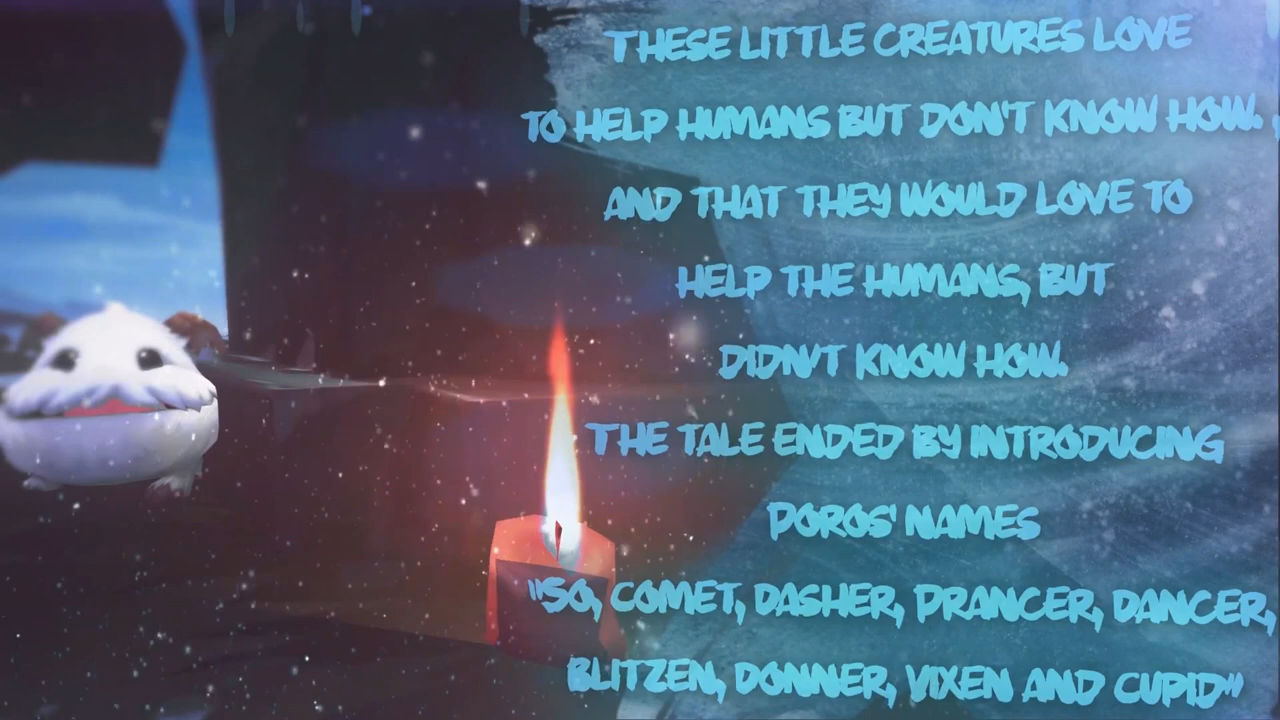 THESE LITTLE CREATURES LOVE
TO HELP HUMANS BUT DON'T KNOW HOW.
AND THAT THEY WOULD LOVE TO
HELP THE HUMANS, BUT
DIDN'T KNOW HOW.
THE TALE ENDED BY INTRODUCING
POROS' NAMES
"SO, COMET, DASHER, PRANCER, DANCER,
BLITZEN, DONNER, VIXEN AND CUPID"